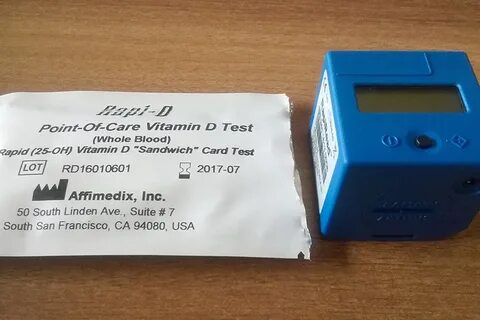 Rapi-D
Point-Of-Care Vitamin D Test
(Whole Blood)
Rapid (25-OH) Vitamin D "Sandwich" Card Test
LOT RD16010601 2017-07
Affimedix, Inc.
50 South Linden Ave., Suite # 7
South San Francisco, CA 94080, USA